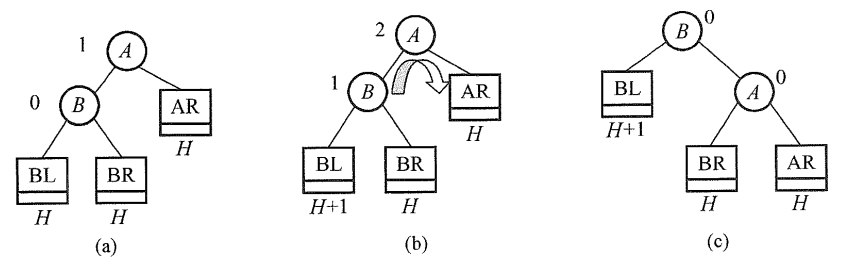 1 A
0 B AR
H
BL BR
H H
(a)
2 A
1 B AR
H
BL BR
H+1 H
(b)
B 0
BL A 0
H+1
BR AR
H H
(c)